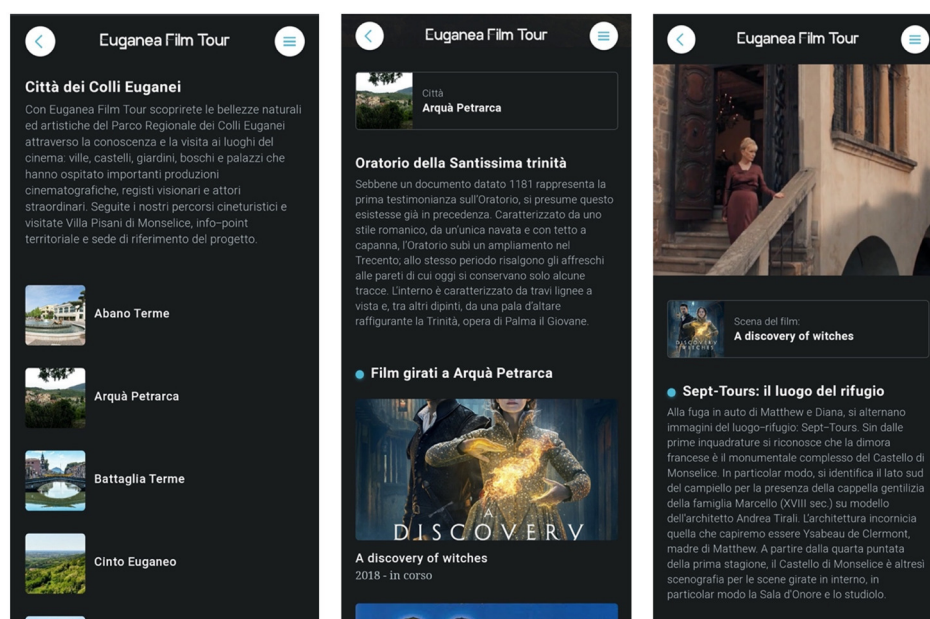 Euganea Film Tour
Città dei Colli Euganei
Con Euganea Film Tour scoprirete le bellezze naturali
ed artistiche del Parco Regionale dei Colli Euganei
attraverso la conoscenza e la visita ai luoghi del
cinema: ville, castelli, giardini, boschi e palazzi che
hanno ospitato importanti produzioni
cinematografiche, registi visionari e attori
straordinari. Seguite i nostri percorsi cineturistici e
visitate Villa Pisani di Monselice, info-point
territoriale e sede di riferimento del progetto.
Abano Terme
Arquà Petrarca
Battaglia Terme
Cinto Euganeo
Euganea Film Tour
Città
Arquà Petrarca
Oratorio della Santissima trinità
Sebbene un documento datato 1181 rappresenta la
prima testimonianza sull'Oratorio, si presume questo
esistesse già in precedenza. Caratterizzato da uno
stile romanico, da un'unica navata e con tetto a
capanna, l'Oratorio subì un ampliamento nel
Trecento; allo stesso periodo risalgono gli affreschi
alle pareti di cui oggi si conservano solo alcune
tracce. L'interno è caratterizzato da travi lignee a
vista e, tra altri dipinti, da una pala d'altare
raffigurante la Trinità, opera di Palma il Giovane.
Film girati a Arquà Petrarca
A
DISCOVERY
A discovery of witches
2018 - in corso
Euganea Film Tour
DISCOVERY
WITCHES
Scena del film:
A discovery of witches
Sept-Tours: il luogo del rifugio
Alla fuga in auto di Matthew e Diana, si alternano
immagini del luogo-rifugio: Sept-Tours. Sin dalle
prime inquadrature si riconosce che la dimora
francese è il monumentale complesso del Castello di
Monselice. In particolar modo, si identifica il lato sud
del campiello per la presenza della cappella gentilizia
della famiglia Marcello (XVIII sec.) su modello
dell'architetto Andrea Tirali. L'architettura incornicia
quella che capiremo essere Ysabeau de Clermont,
madre di Matthew. A partire dalla quarta puntata
della prima stagione, il Castello di Monselice è altresì
scenografia per le scene girate in interno, in
particolar modo la Sala d'Onore e lo studiolo.